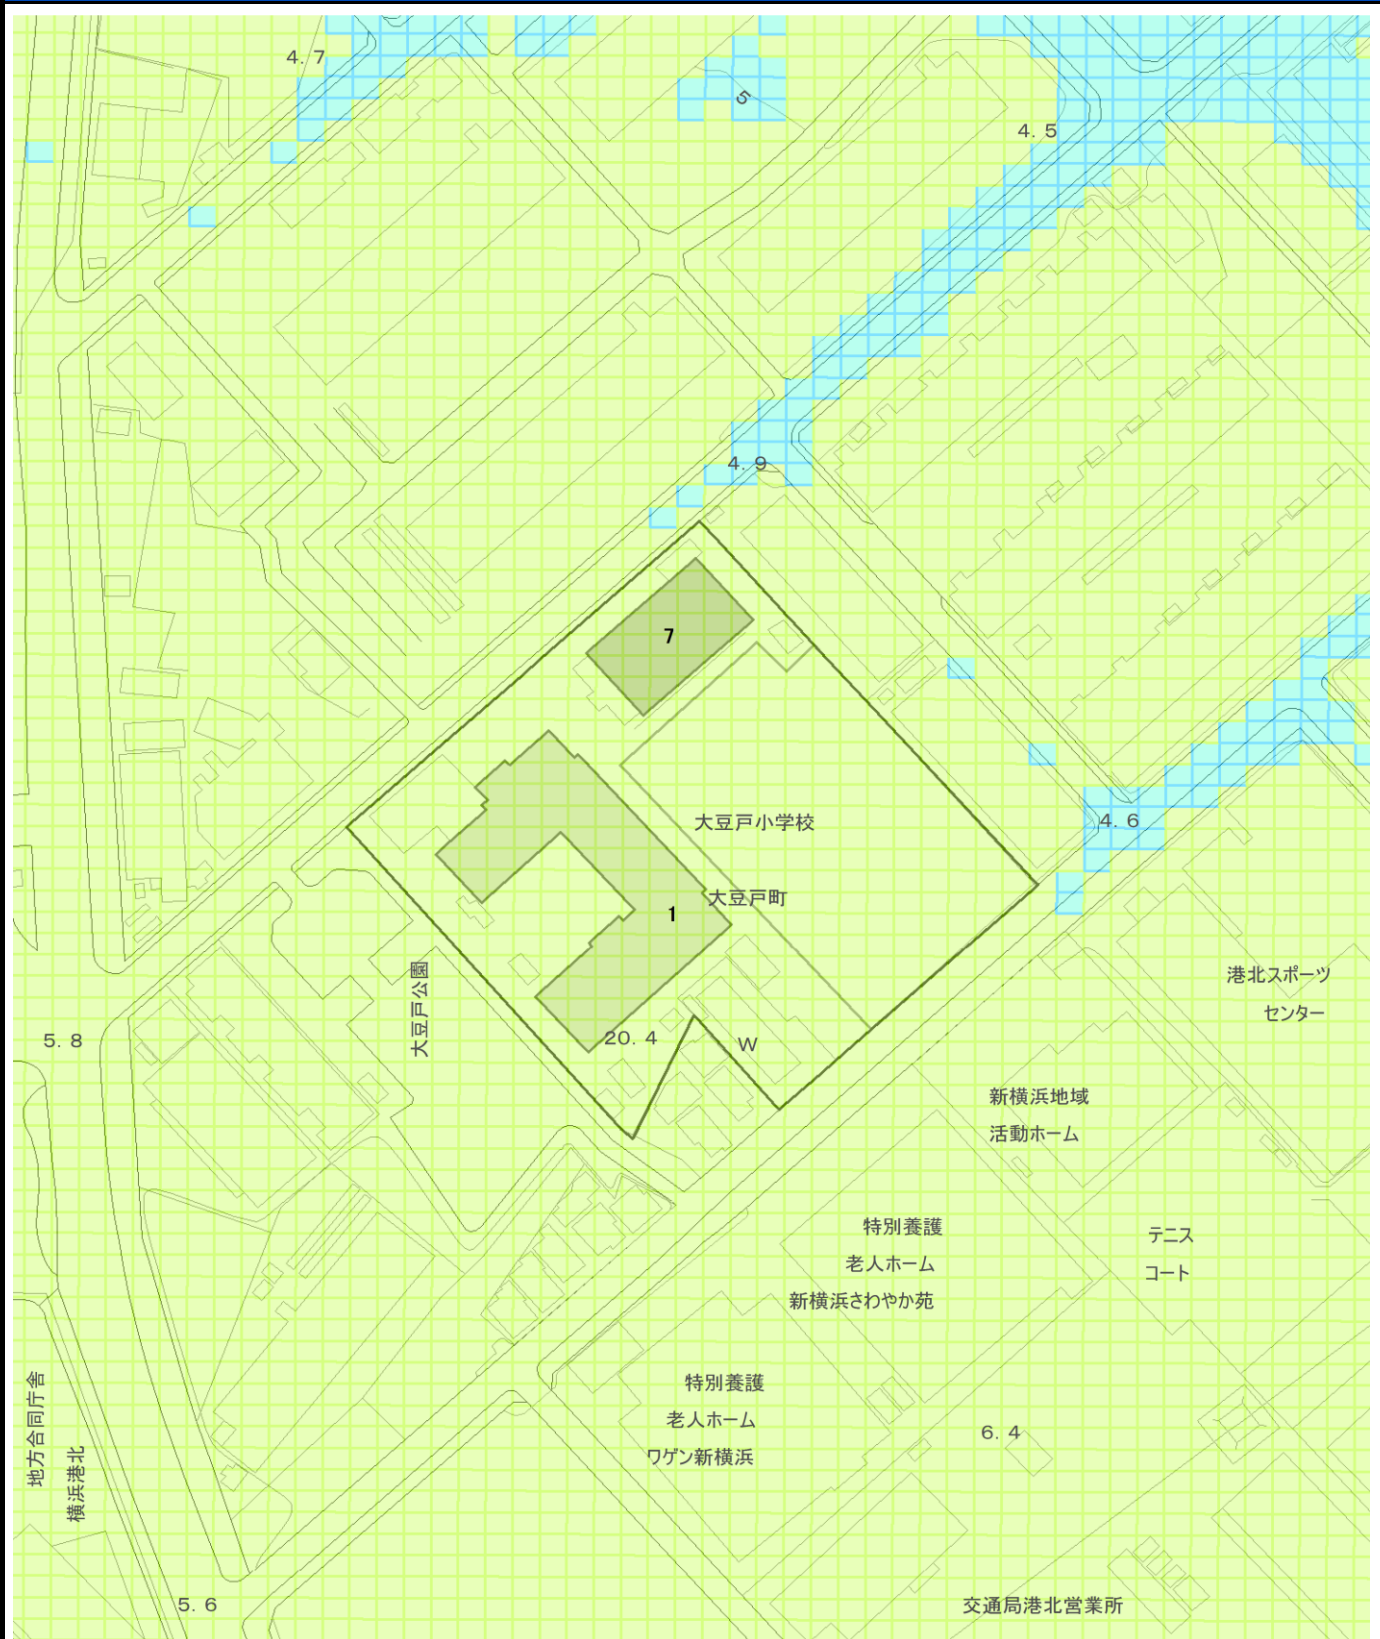 4. 7
5
4. 5
4. 9
7
大豆戸小学校
4. 6
大豆戸町
1
大豆戸公園
港北スポーツ
センター
5. 8
20. 4
W
新横浜地域
活動ホーム
特別養護
老人ホーム
新横浜さわやか苑
テニス
コート
特別養護
老人ホーム
ワゲン新横浜
6. 4
地方合同庁舎
横浜港北
5. 6
交通局港北営業所